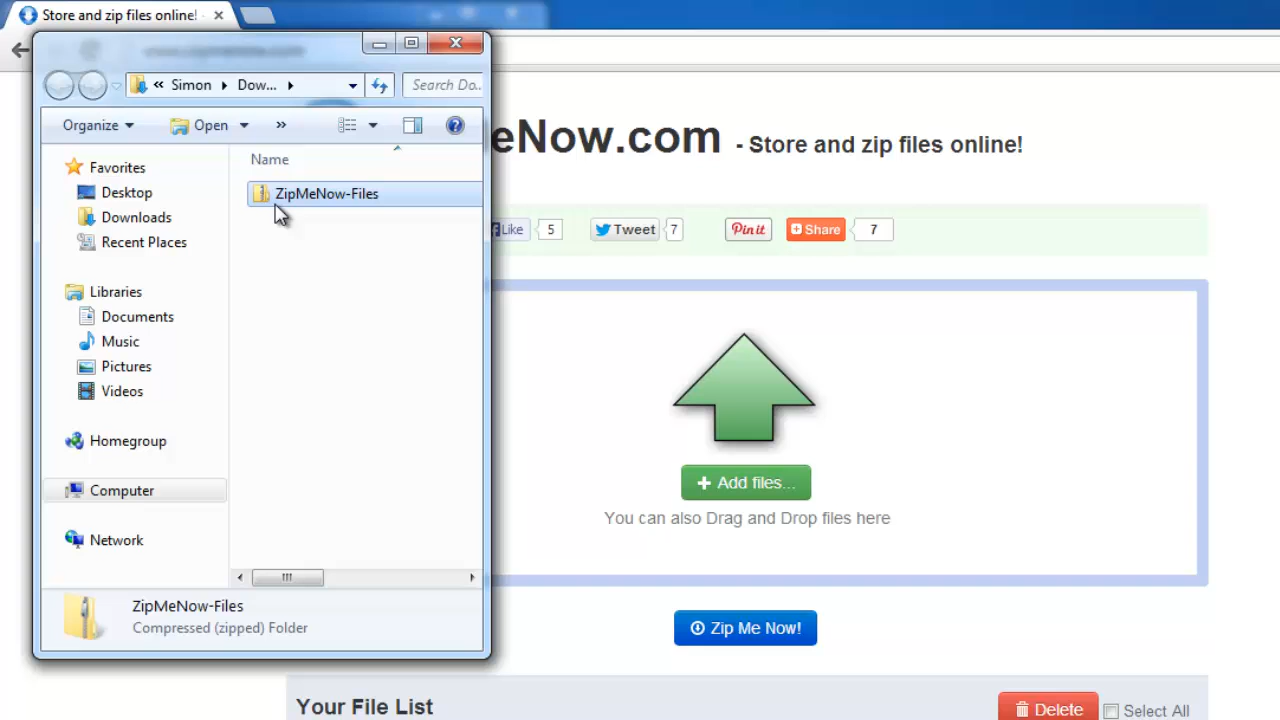 Store and zip files online! -
Simon Dow... Search Do...
Organize Open »
Name
ZipMeNow-Files
Favorites
Desktop
Downloads
Recent Places
Libraries
Documents
Music
Pictures
Videos
Homegroup
Computer
Network
ZipMeNow-Files
Compressed (zipped) Folder
eNow.com - Store and zip files online!
Like 5 Tweet 7 Pin it Share 7
Add files...
You can also Drag and Drop files here
Zip Me Now!
Your File List
Delete Select All